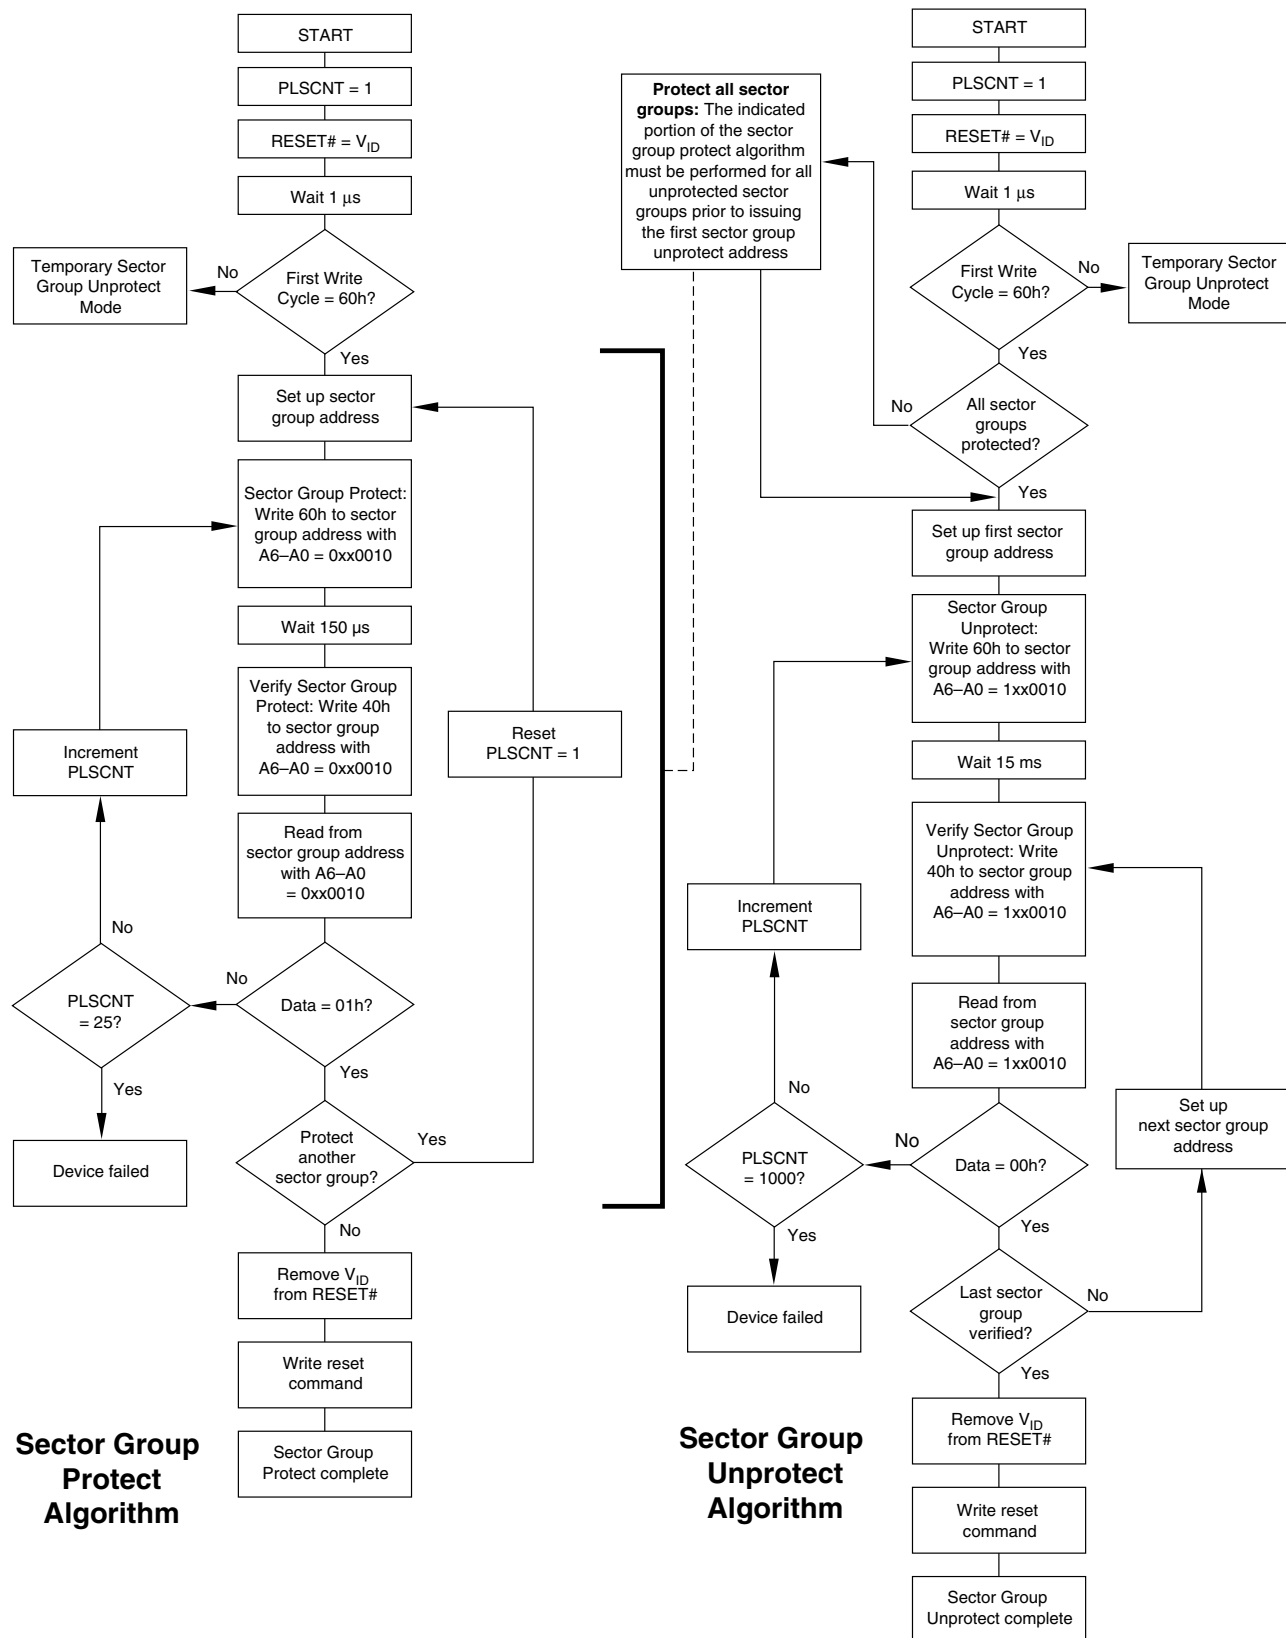 START
PLSCNT = 1
RESET# = VID
Wait 1 μs
First Write
Cycle = 60h?
No
Temporary Sector
Group Unprotect
Mode
Yes
Set up sector
group address
Sector Group Protect:
Write 60h to sector
group address with
A6–A0 = 0xx0010
Wait 150 µs
Verify Sector Group
Protect: Write 40h
to sector group
address with
A6–A0 = 0xx0010
Increment
PLSCNT
Reset
PLSCNT = 1
Read from
sector group address
with A6–A0
= 0xx0010
No
No
PLSCNT
= 25?
Data = 01h?
Yes
Yes
Device failed
Protect
another
sector group?
Yes
No
Remove VID
from RESET#
Write reset
command
Sector Group
Protect complete
Sector Group
Protect
Algorithm
Protect all sector
groups: The indicated
portion of the sector
group protect algorithm
must be performed for all
unprotected sector
groups prior to issuing
the first sector group
unprotect address
START
PLSCNT = 1
RESET# = VID
Wait 1 μs
First Write
Cycle = 60h?
No
Temporary Sector
Group Unprotect
Mode
Yes
No
All sector
groups
protected?
Yes
Set up first sector
group address
Sector Group
Unprotect:
Write 60h to sector
group address with
A6–A0 = 1xx0010
Wait 15 ms
Verify Sector Group
Unprotect: Write
40h to sector group
address with
A6–A0 = 1xx0010
Increment
PLSCNT
Read from
sector group
address with
A6–A0 = 1xx0010
No
No
Set up
next sector group
address
PLSCNT
= 1000?
Data = 00h?
Yes
Yes
Device failed
Last sector
group
verified?
No
Yes
Remove VID
from RESET#
Write reset
command
Sector Group
Unprotect complete
Sector Group
Unprotect
Algorithm